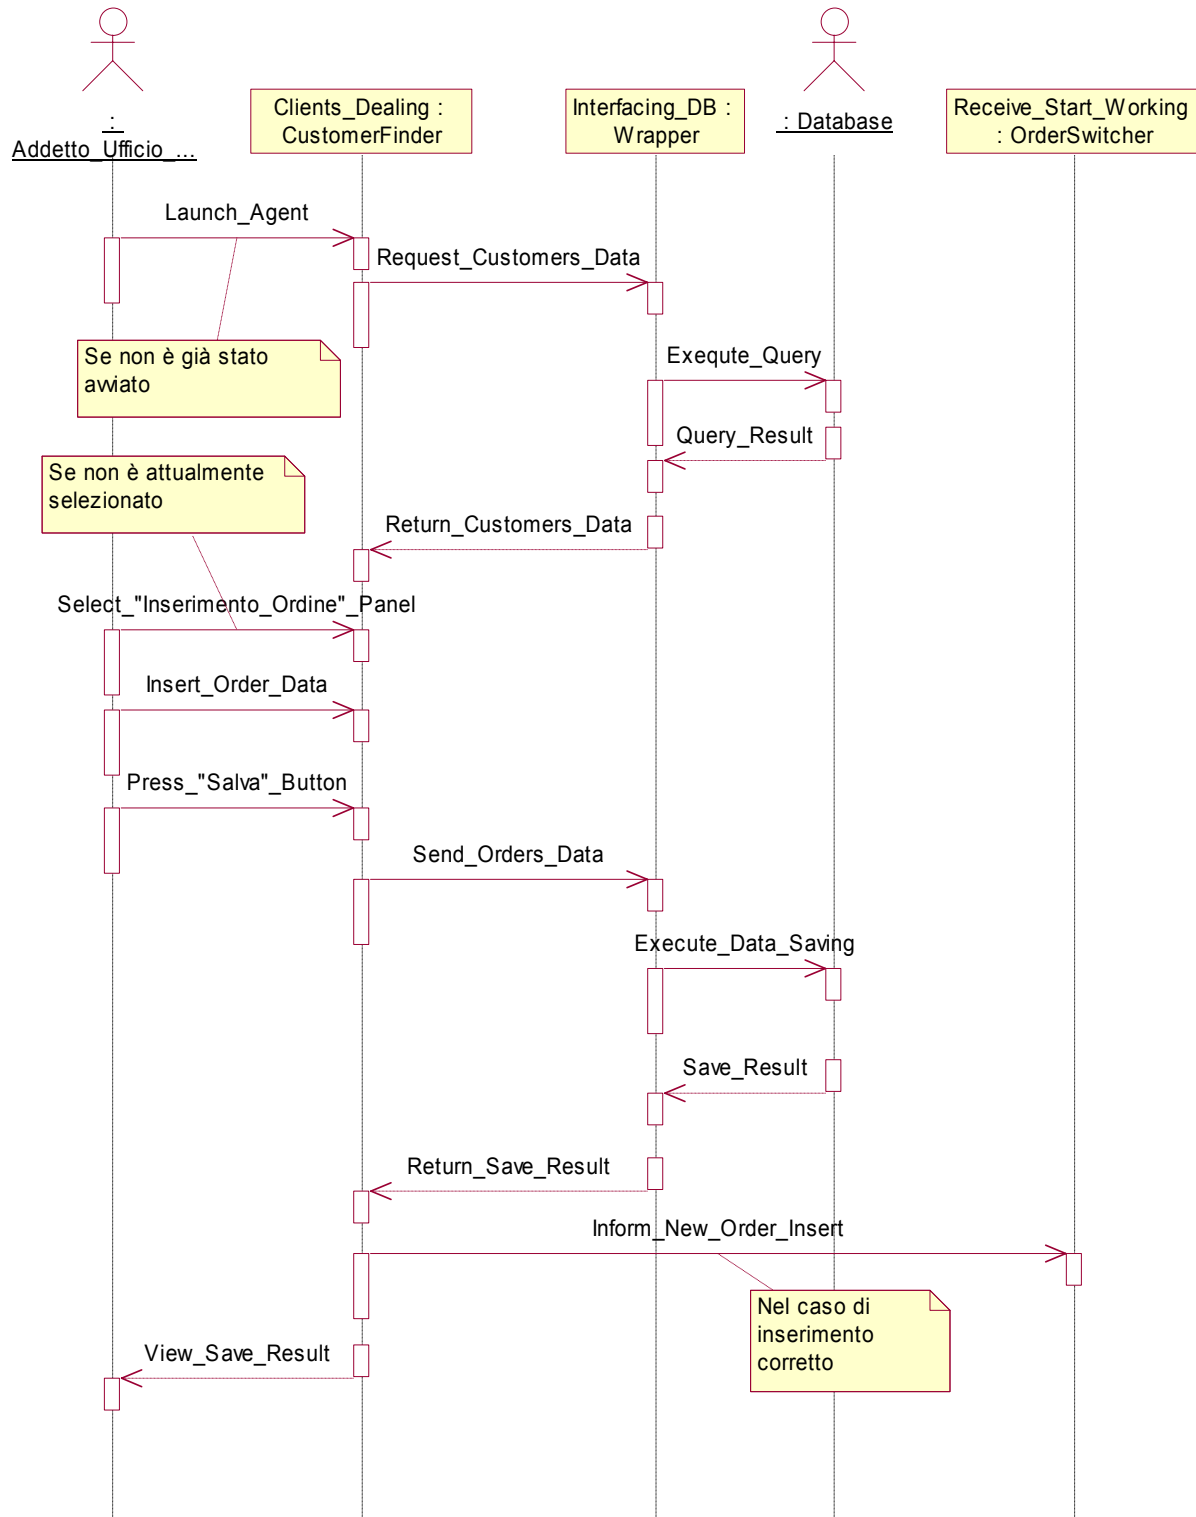 :
Addetto_Ufficio_...
Clients_Dealing :
CustomerFinder
Interfacing_DB :
Wrapper
: Database
Receive_Start_Working
: OrderSwitcher
Launch_Agent
Request_Customers_Data
Se non è già stato
avviato
Exequte_Query
Query_Result
Se non è attualmente
selezionato
Return_Customers_Data
Select_"Inserimento_Ordine"_Panel
Insert_Order_Data
Press_"Salva"_Button
Send_Orders_Data
Execute_Data_Saving
Save_Result
Return_Save_Result
Inform_New_Order_Insert
Nel caso di
inserimento
corretto
View_Save_Result